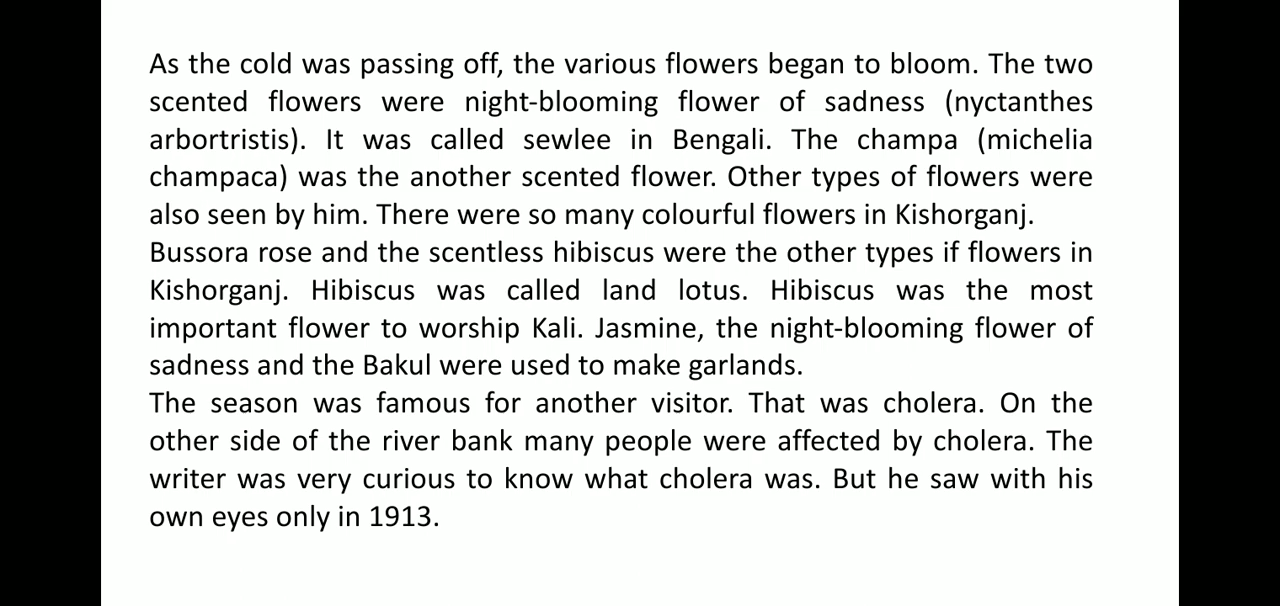 As the cold was passing off, the various flowers began to bloom. The two
scented flowers were night-blooming flower of sadness (nyctanthes
arbortristis). It was called sewlee in Bengali. The champa (michelia
champaca) was the another scented flower. Other types of flowers were
also seen by him. There were so many colourful flowers in Kishorganj.
Bussora rose and the scentless hibiscus were the other types if flowers in
Kishorganj. Hibiscus was called land lotus. Hibiscus was the most
important flower to worship Kali. Jasmine, the night-blooming flower of
sadness and the Bakul were used to make garlands.
The season was famous for another visitor. That was cholera. On the
other side of the river bank many people were affected by cholera. The
writer was very curious to know what cholera was. But he saw with his
own eyes only in 1913.